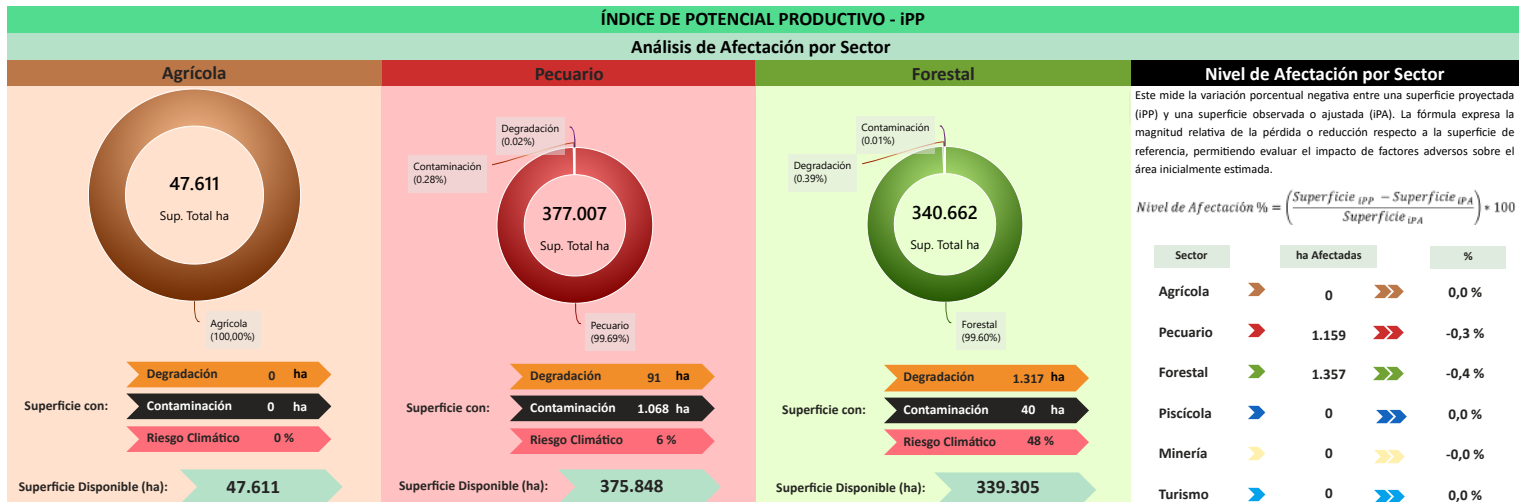 ÍNDICE DE POTENCIAL PRODUCTIVO - iPP
Análisis de Afectación por Sector
Agrícola
47.611
Sup. Total ha
Agrícola
(100,00%)
Superficie con:
Degradación 0 ha
Contaminación 0 ha
Riesgo Climático 0 %
Superficie Disponible (ha): 47.611
Pecuario
Degradación
(0.02%)
Contaminación
(0.28%)
377.007
Sup. Total ha
Pecuario
(99.69%)
Superficie con:
Degradación 91 ha
Contaminación 1.068 ha
Riesgo Climático 6 %
Superficie Disponible (ha): 375.848
Forestal
Contaminación
(0.01%)
Degradación
(0.39%)
340.662
Sup. Total ha
Forestal
(99.60%)
Superficie con:
Degradación 1.317 ha
Contaminación 40 ha
Riesgo Climático 48 %
Superficie Disponible (ha): 339.305
Nivel de Afectación por Sector
Este mide la variación porcentual negativa entre una superficie proyectada
(iPP) y una superficie observada o ajustada (iPA). La fórmula expresa la
magnitud relativa de la pérdida o reducción respecto a la superficie de
referencia, permitiendo evaluar el impacto de factores adversos sobre el
área inicialmente estimada.
Nivel de Afectación % = (Superficie iPP − Superficie iPA / Superficie iPA) * 100
Sector ha Afectadas %
Agrícola 0 0,0 %
Pecuario 1.159 -0,3 %
Forestal 1.357 -0,4 %
Piscícola 0 0,0 %
Minería 0 -0,0 %
Turismo 0 0,0 %